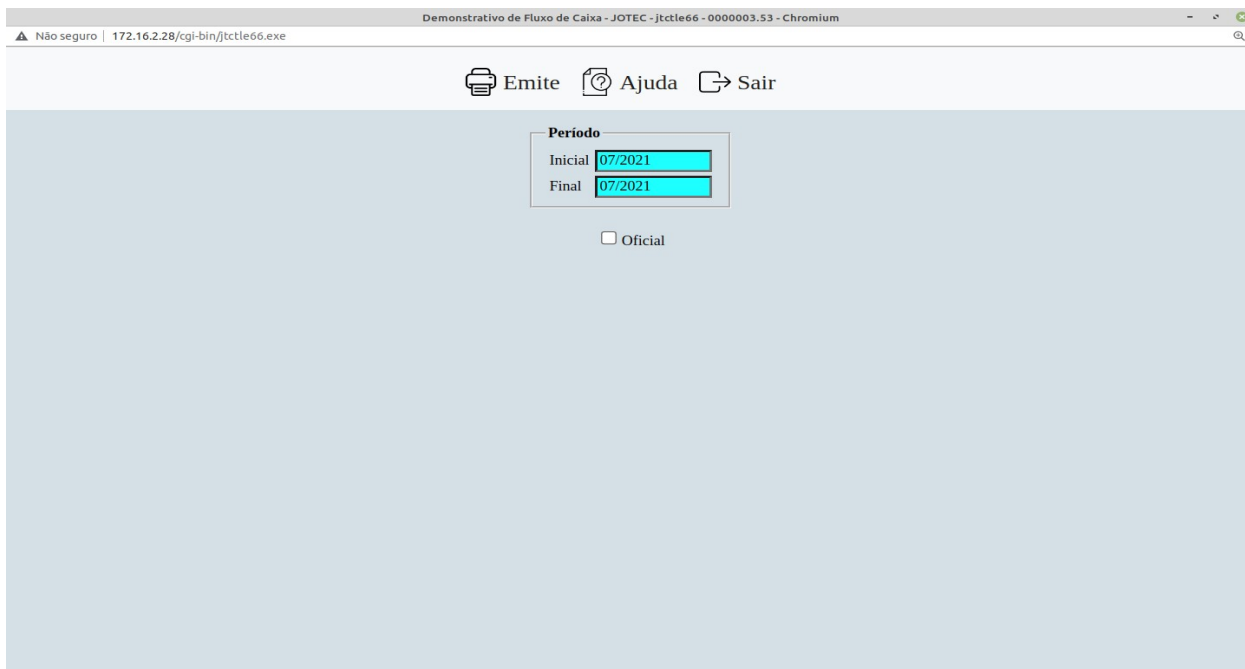 Demonstrativo de Fluxo de Caixa - JOTEC - jtctle66 - 0000003.53 - Chromium
Não seguro | 172.16.2.28/cgi-bin/jtctle66.exe
Emite Ajuda Sair
Período
Inicial 07/2021
Final 07/2021
Oficial